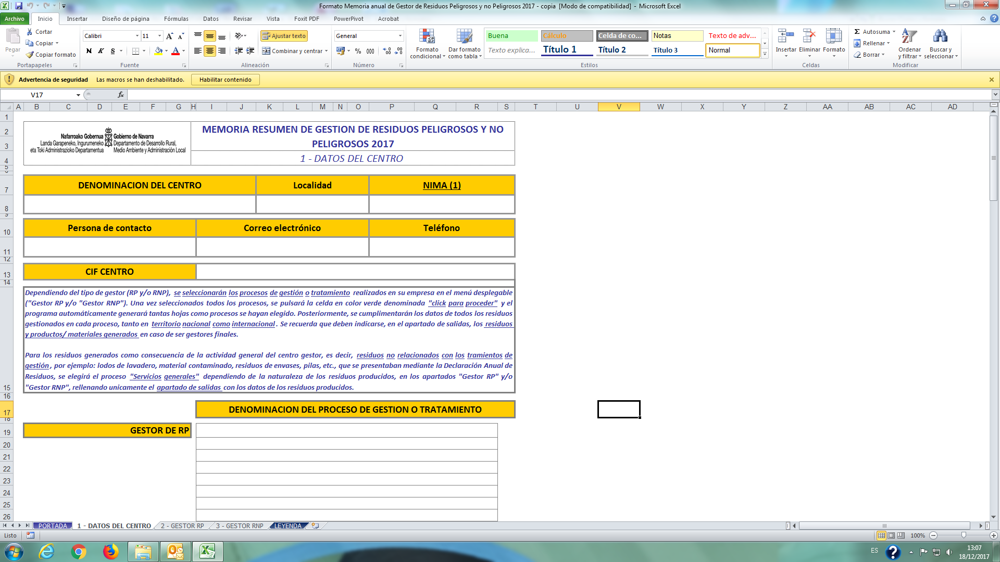 Formato Memoria anual de Gestor de Residuos Peligrosos y no Peligrosos 2017 - copia [Modo de compatibilidad] - Microsoft Excel
Archivo Inicio Insertar Diseño de página Fórmulas Datos Revisar Vista Foxit PDF PowerPivot Acrobat
Pegar
Cortar
Copiar
Copiar formato
Portapapeles
Calibri 11
N K S
Fuente
Ajustar texto
Combinar y centrar
Alineación
General
% 000
Número
Formato condicional
Dar formato como tabla
Buena Cálculo Celda de co... Notas Texto de adv...
Texto explica... Título 1 Título 2 Título 3 Normal
Estilos
Insertar Eliminar Formato
Celdas
Autosuma
Rellenar
Borrar
Ordenar y filtrar
Buscar y seleccionar
Modificar
Advertencia de seguridad Las macros se han deshabilitado. Habilitar contenido
V17 fx
A B C D E F G H I J K L M N O P Q R S T U V W X Y Z AA AB AC AD
1
2
3
4
5
7
8
9
10
11
12
13
14
15
16
17
18
19
20
21
22
23
24
25
26
Nafarroako Gobernua Gobierno de Navarra
Landa Garapeneko, Ingurumeneko Departamento de Desarrollo Rural,
eta Toki Administrazioko Departamentua Medio Ambiente y Administración Local
MEMORIA RESUMEN DE GESTION DE RESIDUOS PELIGROSOS Y NO
PELIGROSOS 2017
1 - DATOS DEL CENTRO
DENOMINACION DEL CENTRO Localidad NIMA (1)
Persona de contacto Correo electrónico Teléfono
CIF CENTRO
Dependiendo del tipo de gestor (RP y/o RNP), se seleccionarán los procesos de gestión o tratamiento realizados en su empresa en el menú desplegable
("Gestor RP y/o "Gestor RNP"). Una vez seleccionados todos los procesos, se pulsará la celda en color verde denominada "click para proceder" y el
programa automáticamente generará tantas hojas como procesos se hayan elegido. Posteriormente, se cumplimentarán los datos de todos los residuos
gestionados en cada proceso, tanto en territorio nacional como internacional. Se recuerda que deben indicarse, en el apartado de salidas, los residuos
y productos/ materiales generados en caso de ser gestores finales.
Para los residuos generados como consecuencia de la actividad general del centro gestor, es decir, residuos no relacionados con los tramientos de
gestión, por ejemplo: lodos de lavadero, material contaminado, residuos de envases, pilas, etc., que se presentaban mediante la Declaración Anual de
Residuos, se elegirá el proceso "Servicios generales" dependiendo de la naturaleza de los residuos producidos, en los apartados "Gestor RP" y/o
"Gestor RNP", rellenando unicamente el apartado de salidas con los datos de los residuos producidos.
DENOMINACION DEL PROCESO DE GESTION O TRATAMIENTO
GESTOR DE RP
PORTADA 1 - DATOS DEL CENTRO 2 - GESTOR RP 3 - GESTOR RNP LEYENDA
Listo 100%
ES 13:07
18/12/2017